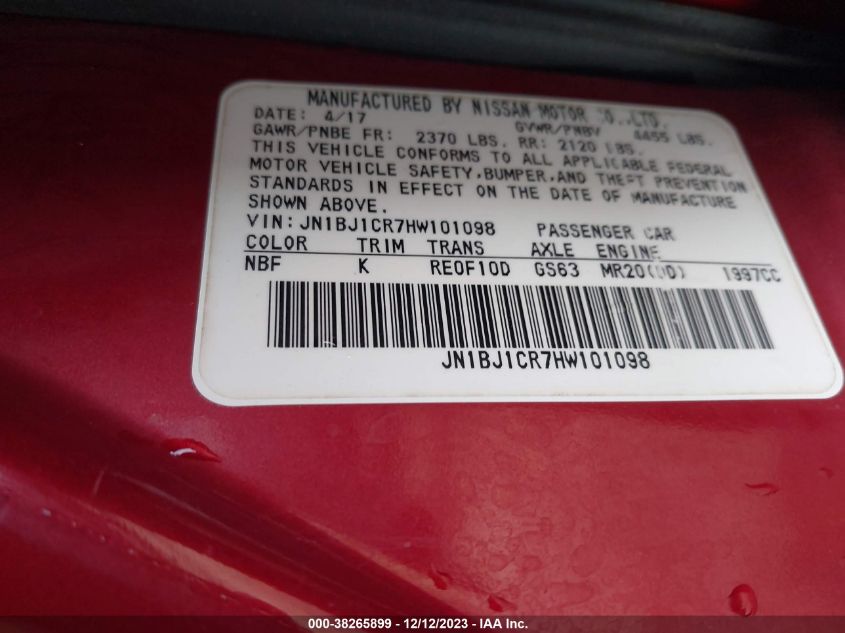 MANUFACTURED BY NISSAN MOTOR CO.,LTD.
DATE: 4/17 GVWR/PNBV 4455 LBS.
GAWR/PNBE FR: 2370 LBS. RR: 2120 LBS.
THIS VEHICLE CONFORMS TO ALL APPLICABLE FEDERAL
MOTOR VEHICLE SAFETY,BUMPER,AND THEFT PREVENTION
STANDARDS IN EFFECT ON THE DATE OF MANUFACTURE
SHOWN ABOVE.
VIN:JN1BJ1CR7HW101098 PASSENGER CAR
COLOR TRIM TRANS AXLE ENGINE
NBF K RE0F10D GS63 MR20(DD) 1997CC
JN1BJ1CR7HW101098
000-38265899 - 12/12/2023 - IAA Inc.